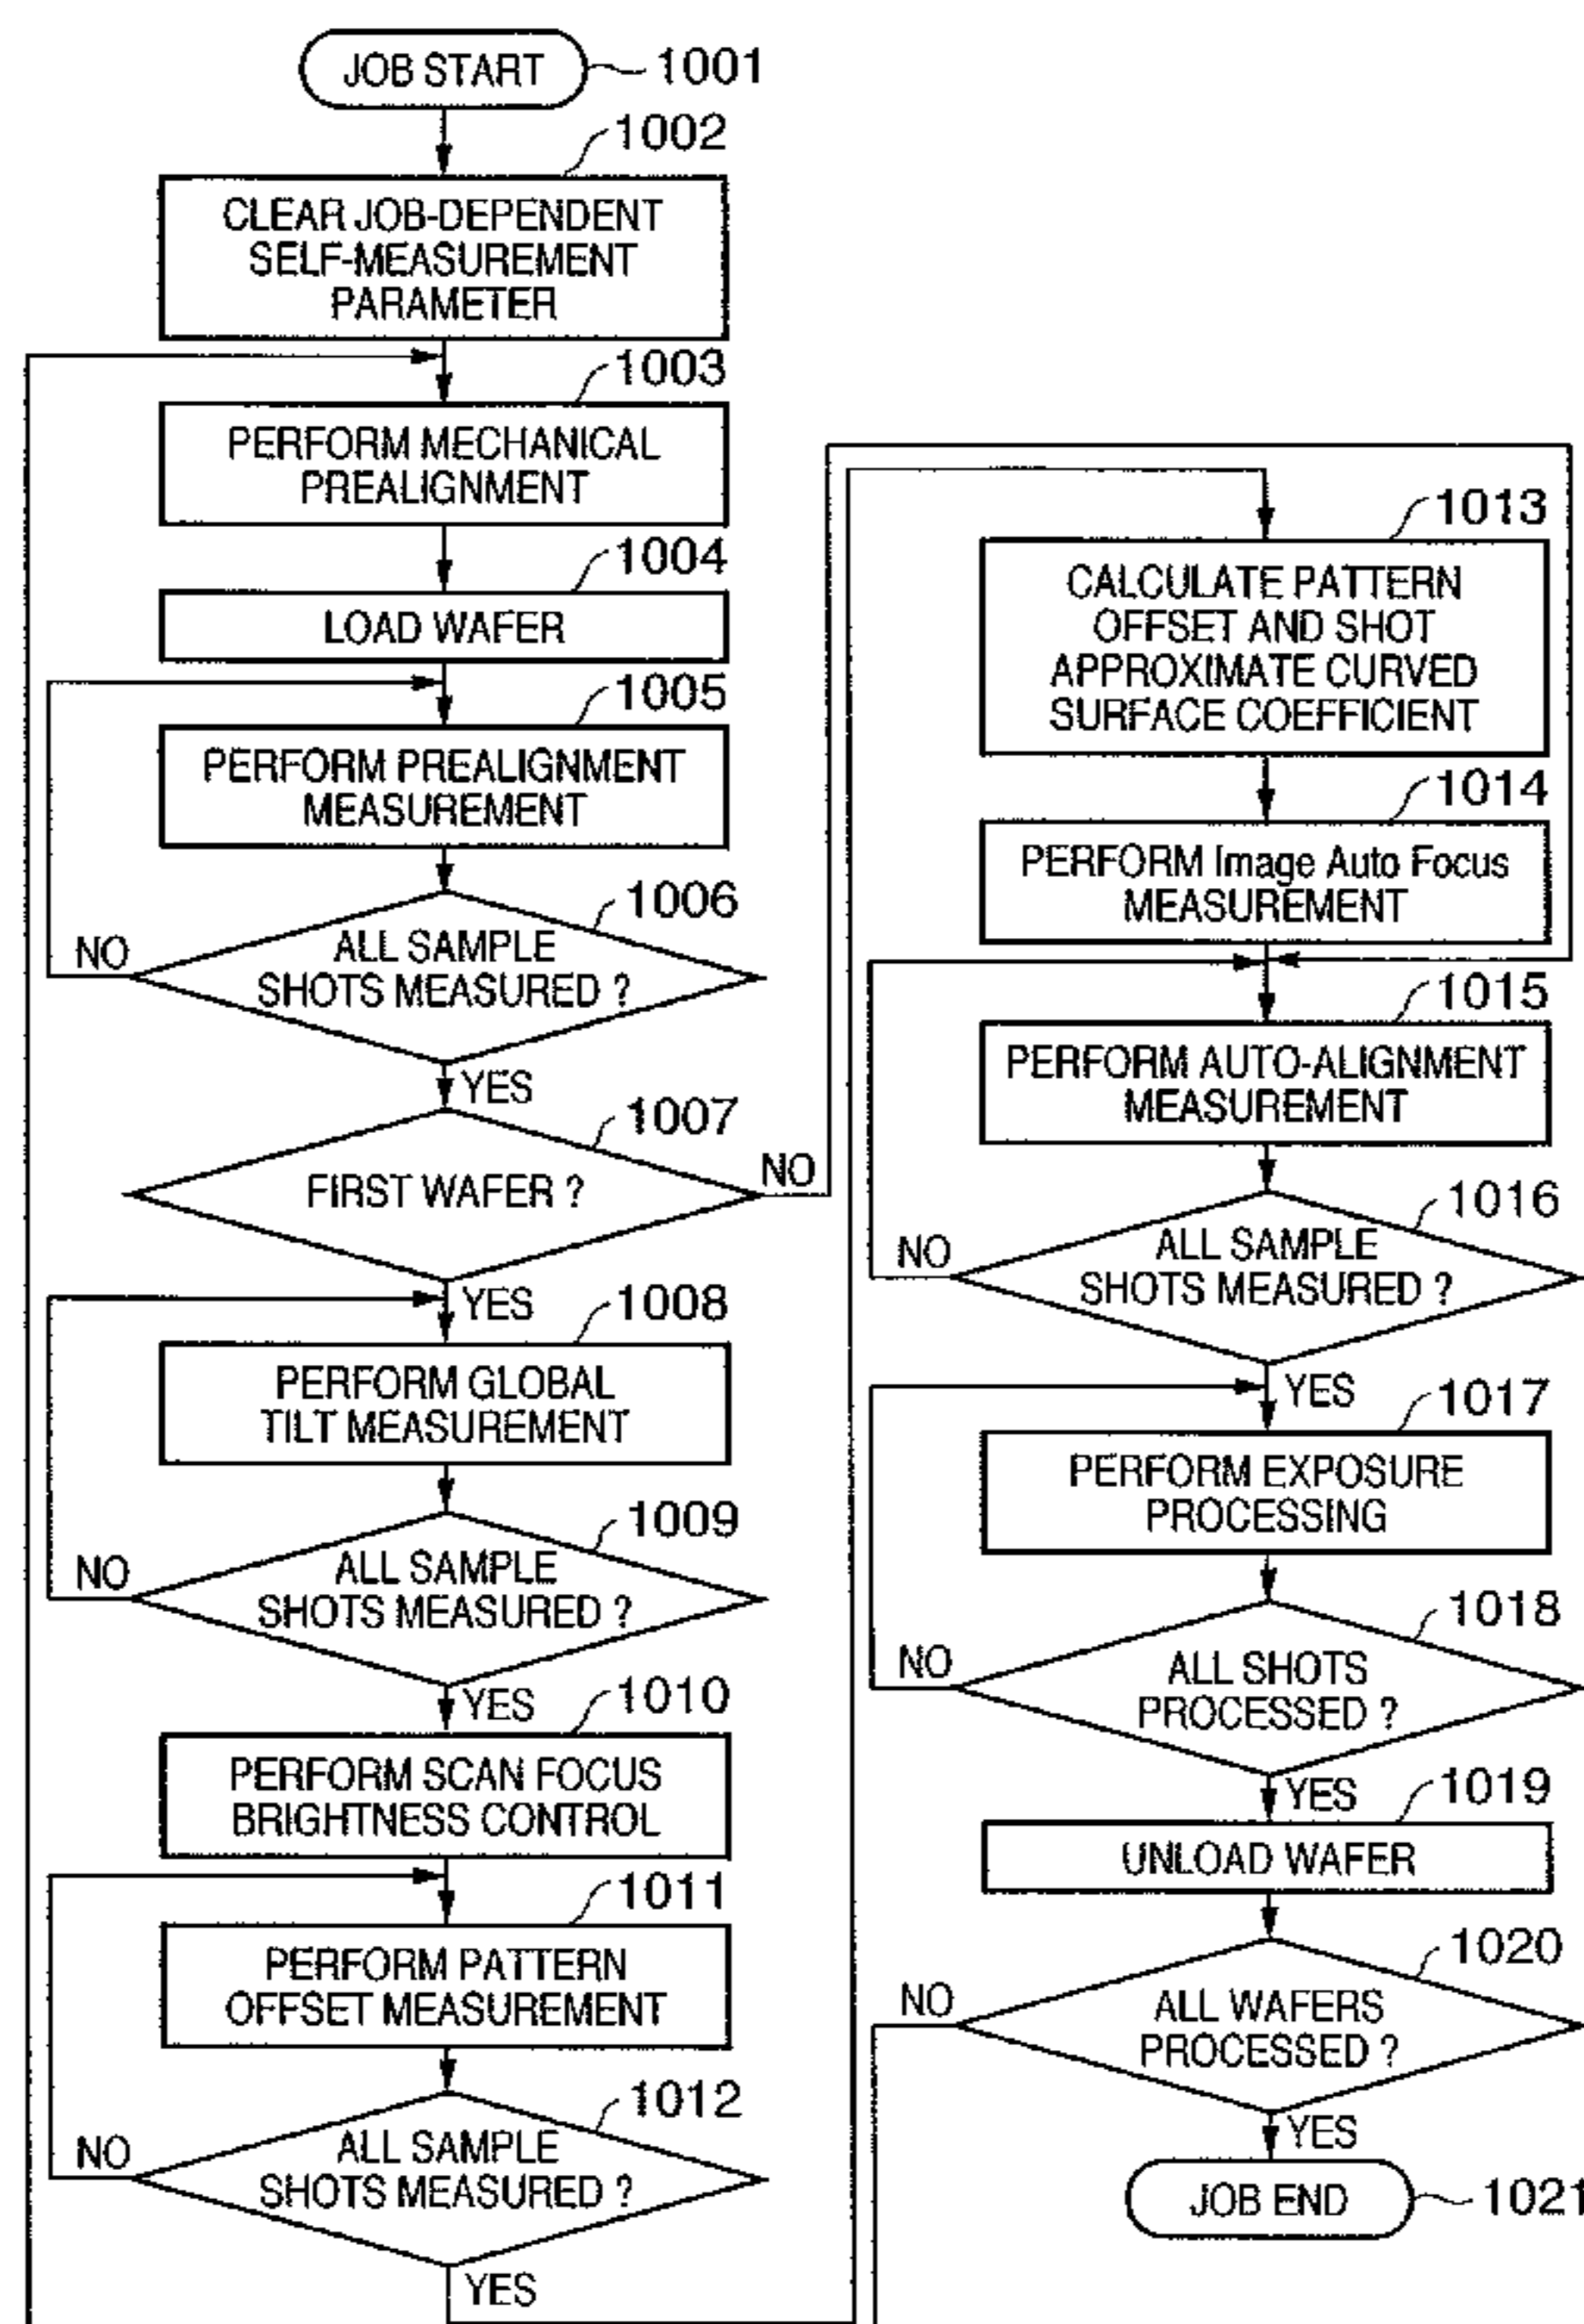 JOB START
1001
1002
CLEAR JOB-DEPENDENT
SELF-MEASUREMENT
PARAMETER
1003
PERFORM MECHANICAL
PREALIGNMENT
1004
LOAD WAFER
1005
PERFORM PREALIGNMENT
MEASUREMENT
1006
ALL SAMPLE
SHOTS MEASURED ?
NO
YES
1007
FIRST WAFER ?
NO
YES
1008
PERFORM GLOBAL
TILT MEASUREMENT
1009
ALL SAMPLE
SHOTS MEASURED ?
NO
YES
1010
PERFORM SCAN FOCUS
BRIGHTNESS CONTROL
1011
PERFORM PATTERN
OFFSET MEASUREMENT
1012
ALL SAMPLE
SHOTS MEASURED ?
NO
YES
1013
CALCULATE PATTERN
OFFSET AND SHOT
APPROXIMATE CURVED
SURFACE COEFFICIENT
1014
PERFORM Image Auto Focus
MEASUREMENT
1015
PERFORM AUTO-ALIGNMENT
MEASUREMENT
1016
ALL SAMPLE
SHOTS MEASURED ?
NO
YES
1017
PERFORM EXPOSURE
PROCESSING
1018
ALL SHOTS
PROCESSED ?
NO
YES
1019
UNLOAD WAFER
1020
ALL WAFERS
PROCESSED ?
NO
YES
JOB END
1021